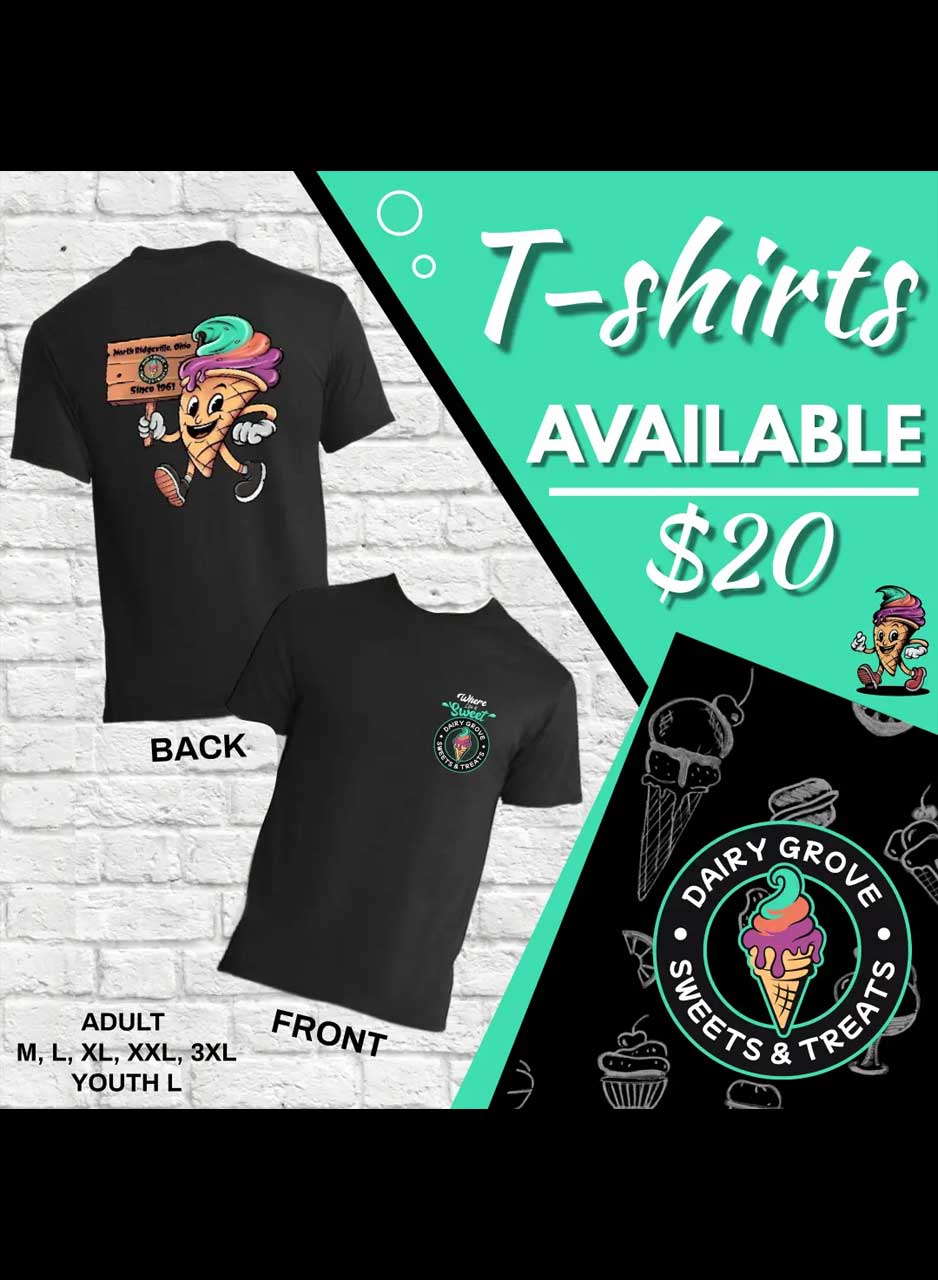 T-shirts
AVAILABLE
$20
North Ridgeville, Ohio
Since 1961
BACK
Where
Sweet
DAIRY GROVE
SWEETS & TREATS
FRONT
ADULT
M, L, XL, XXL, 3XL
YOUTH L
DAIRY GROVE
SWEETS & TREATS